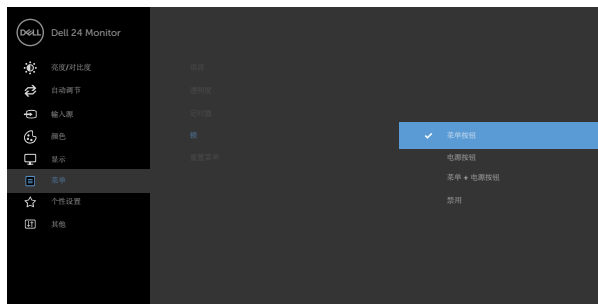 DELL Dell 24 Monitor
亮度/对比度
自动调节
输入源
颜色
显示
菜单
个性设置
其他
语言
透明度
定时器
锁
重置菜单
菜单按钮
电源按钮
菜单 + 电源按钮
禁用